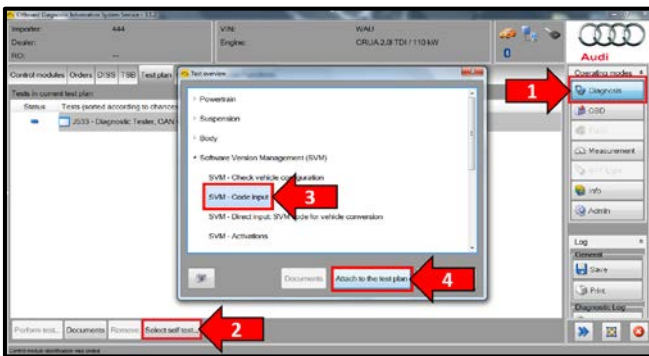 Offboard Diagnostic Information System Service - 3.1.2
Importer: 444
Dealer:
RO: ---
VIN: WAU
Engine: CRUA 2,0l TDI / 110 kW
0
Audi
Control modules Orders DISS TSB Test plan
Operating modes
Tests in current test plan
Status Tests (sorted according to chances
J533 - Diagnostic Tester, CAN
Test overview
Powertrain
Suspension
Body
Software Version Management (SVM)
SVM - Check vehicle configuration
SVM - Code input
SVM - Direct input: SVM code for vehicle conversion
SVM - Activations
Documents
Attach to the test plan
1
2
3
4
Diagnosis
OBD
Measurement
Info
Admin
Log
General
Save
Print
Diagnostic Log
Perform test... Documents Remove Select self test...